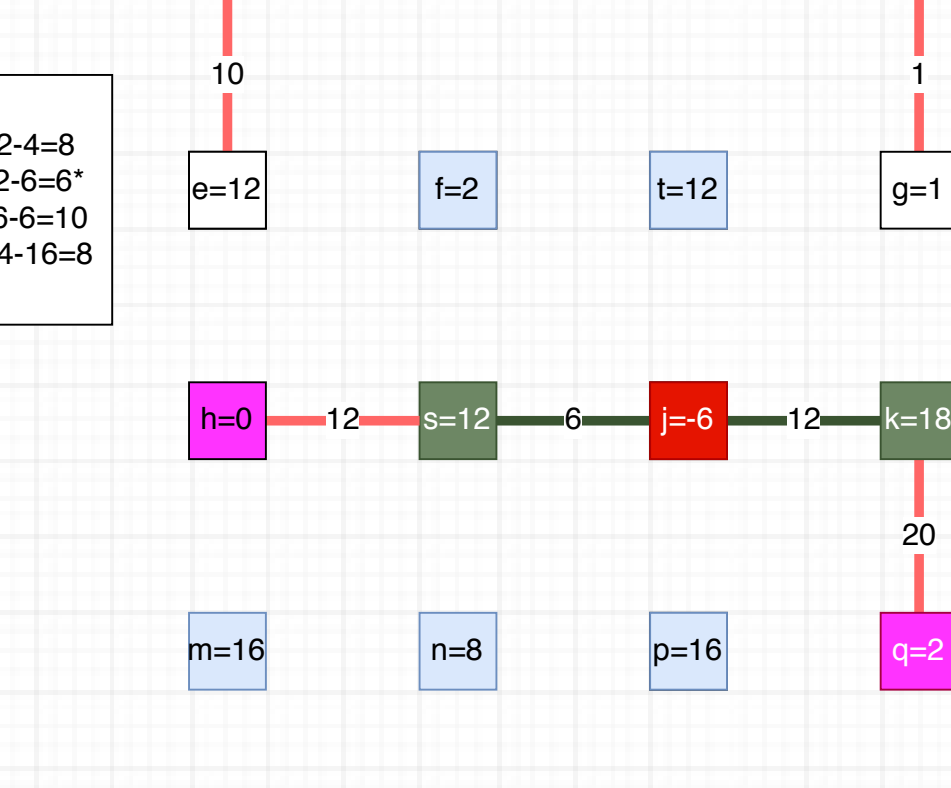 10
1
2-4=8
2-6=6*
6-6=10
4-16=8
e=12
f=2
t=12
g=1
h=0
12
s=12
6
j=-6
12
k=18
20
m=16
n=8
p=16
q=2